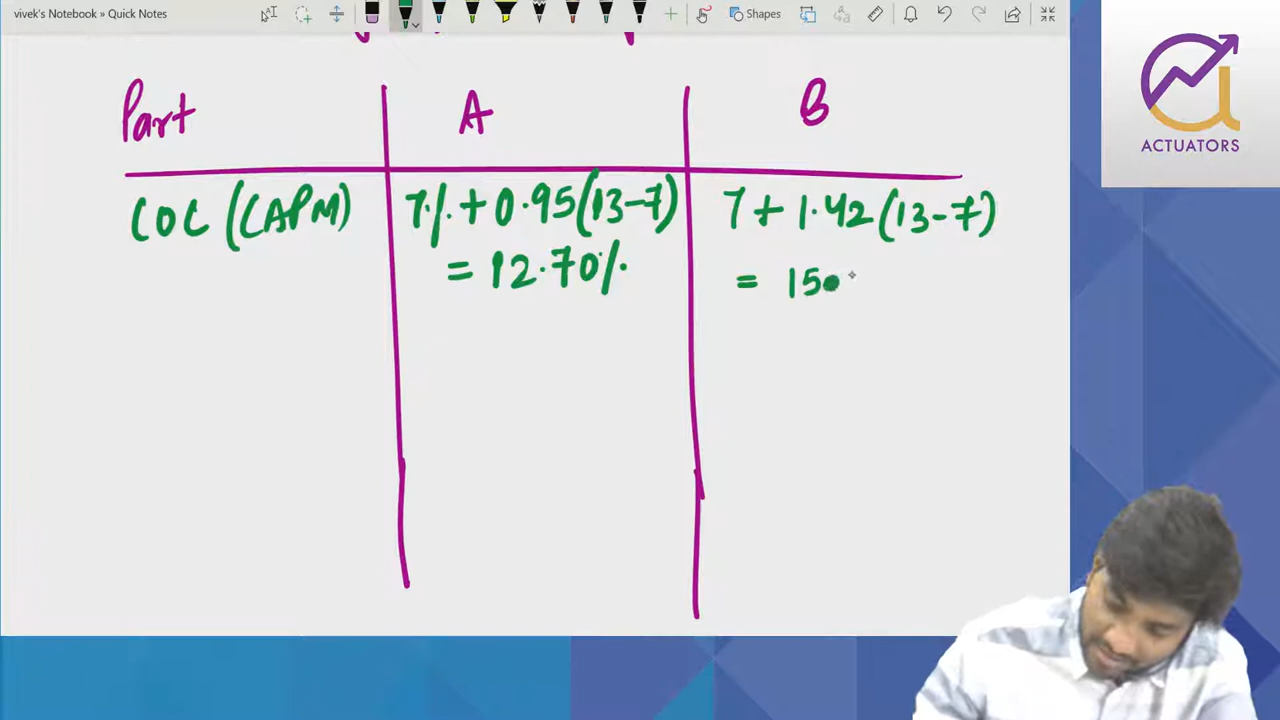 vivek's Notebook » Quick Notes
Shapes
ACTUATORS
Part A B
COC (CAPM) 7% + 0.95(13-7) 7 + 1.42(13-7)
= 12.70% = 15